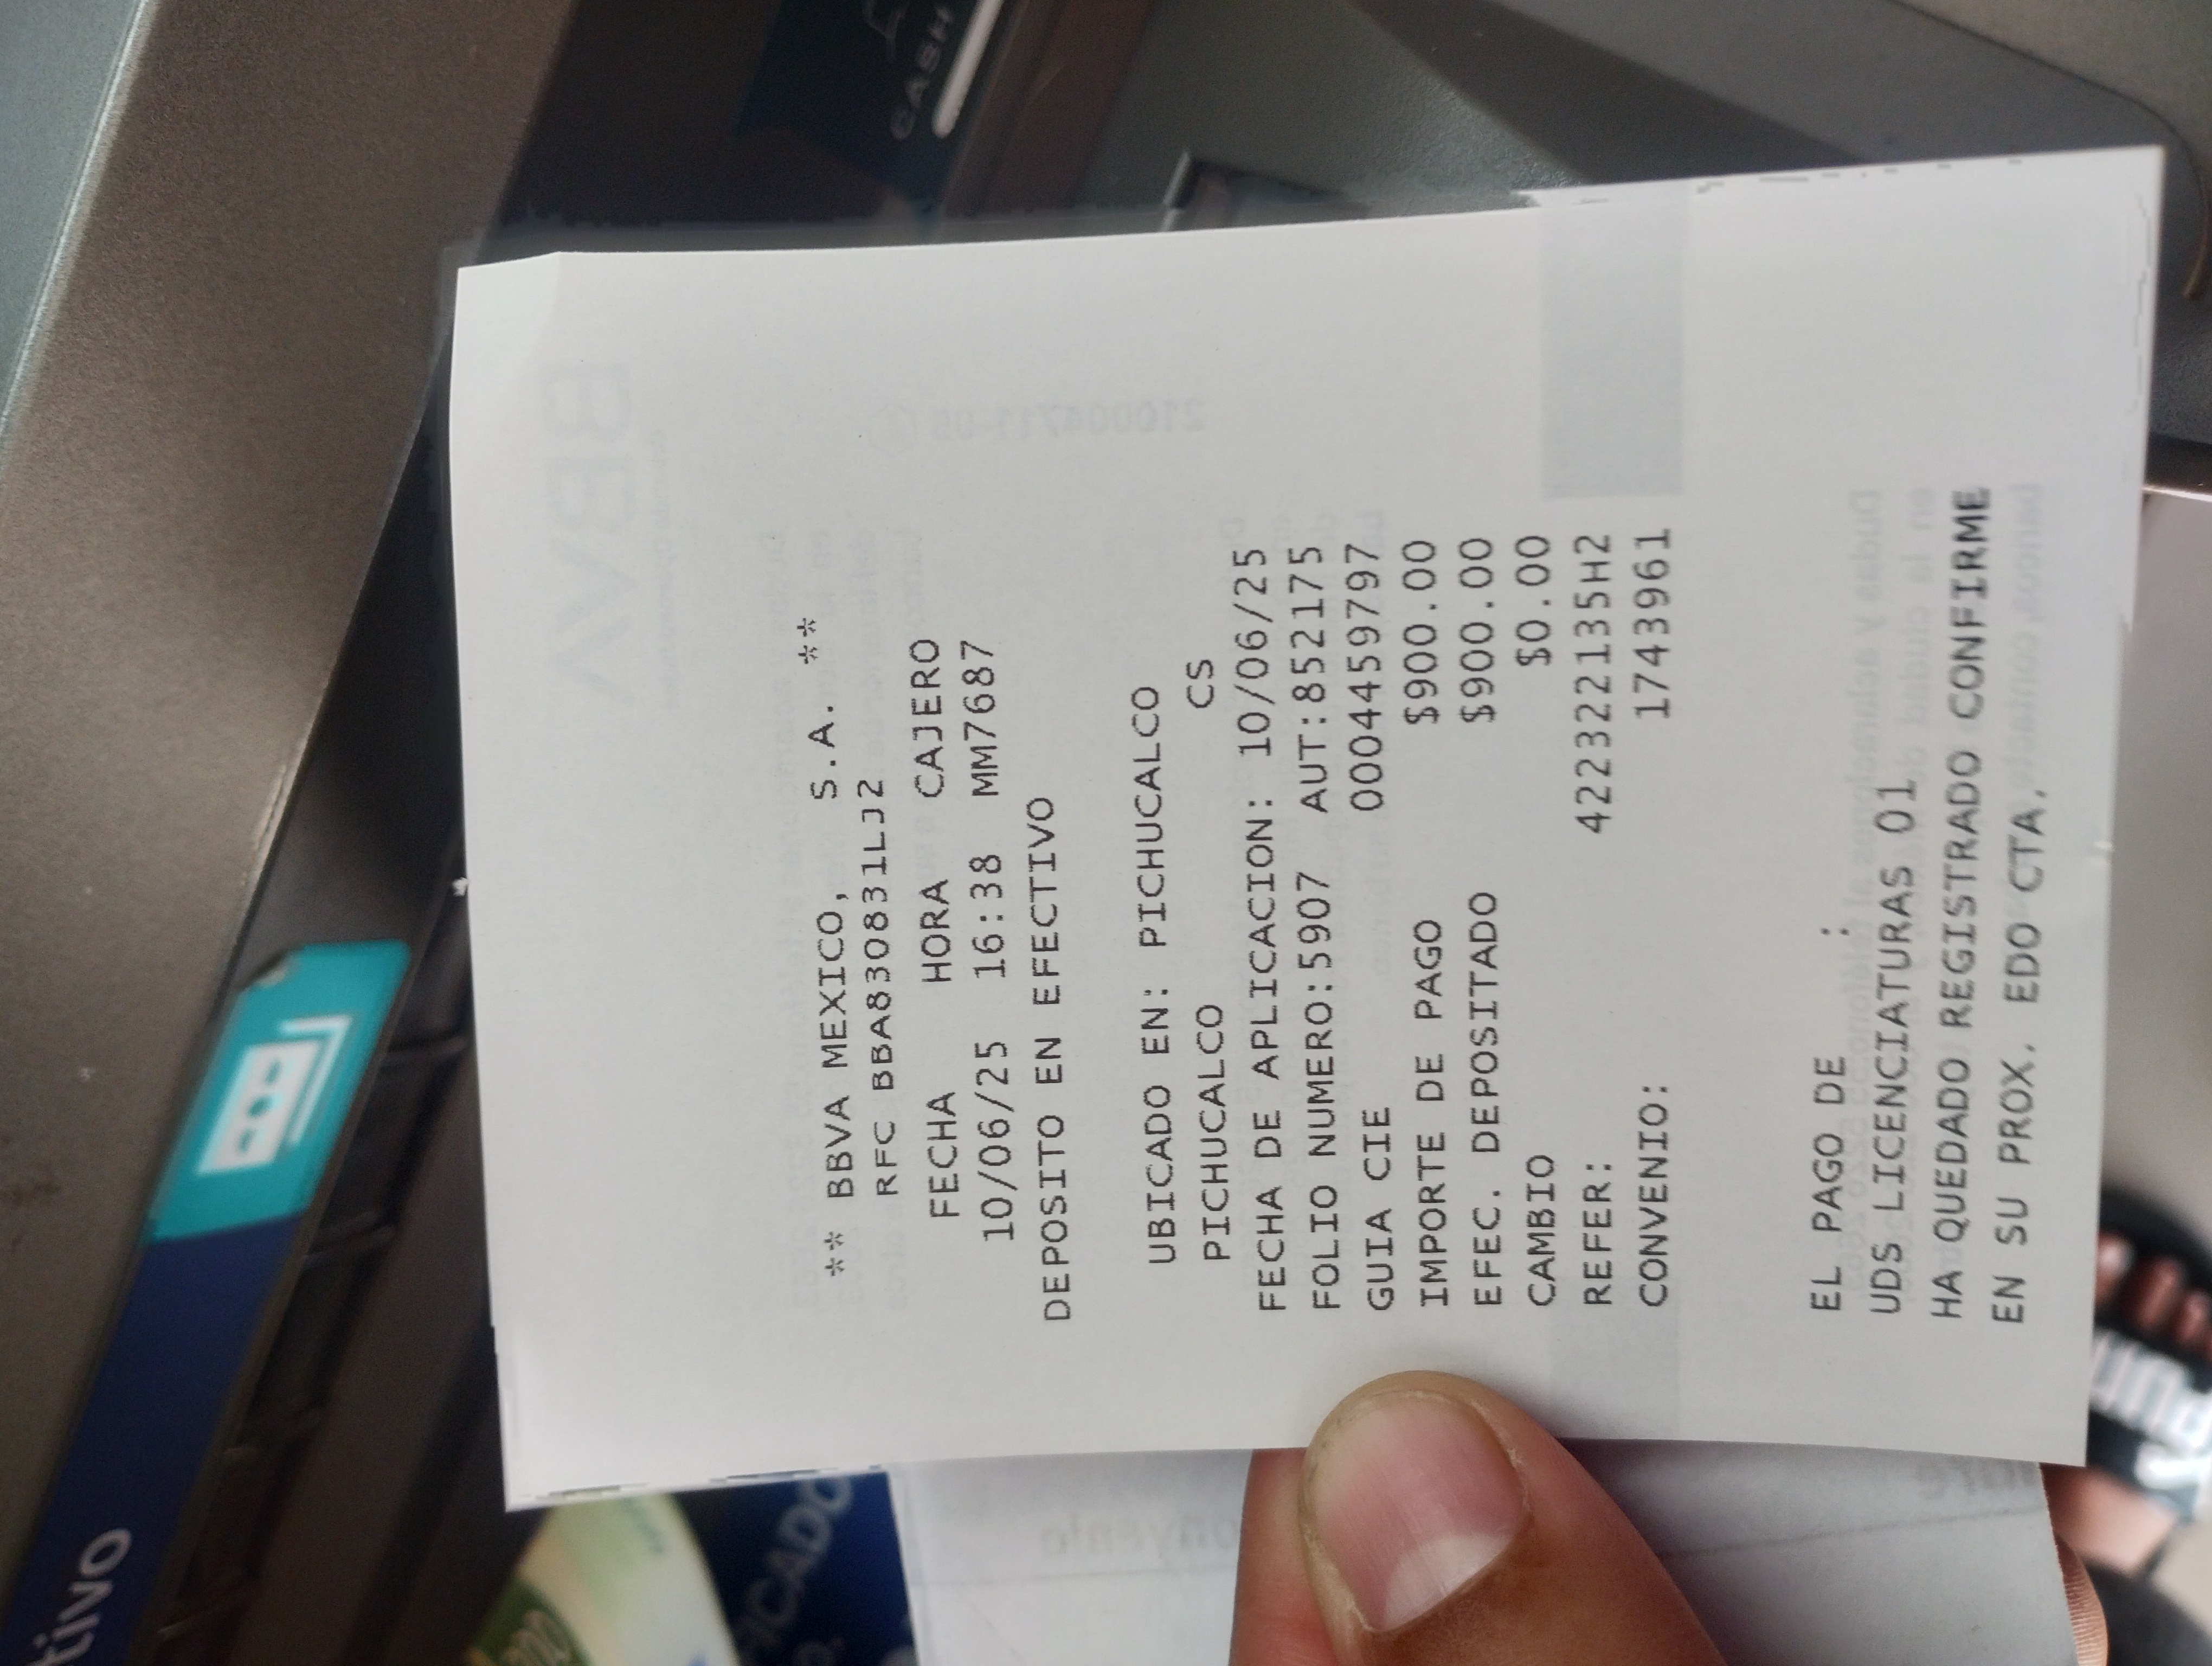 ** BBVA MEXICO, S.A. **
RFC BBA830831LJ2
FECHA HORA CAJERO
10/06/25 16:38 MM7687
DEPOSITO EN EFECTIVO
UBICADO EN: PICHUCALCO
PICHUCALCO CS
FECHA DE APLICACION: 10/06/25
FOLIO NUMERO:5907 AUT:852175
GUIA CIE 0004459797
IMPORTE DE PAGO $900.00
EFEC. DEPOSITADO $900.00
CAMBIO $0.00
REFER: 422322135H2
CONVENIO: 1743961
EL PAGO DE :
UDS LICENCIATURAS 01
HA QUEDADO REGISTRADO CONFIRME
EN SU PROX. EDO CTA.
CASH
tivo